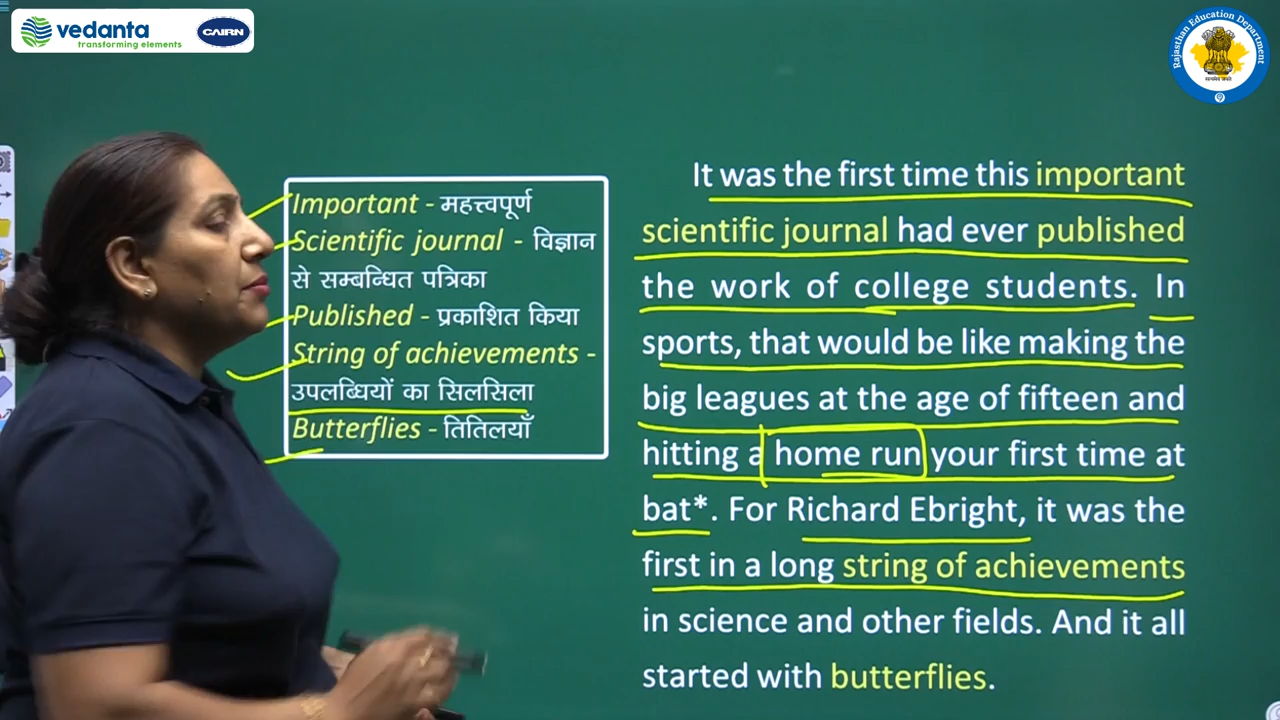 vedanta
transforming elements
CAIRN
Rajasthan Education Department
Important - महत्त्वपूर्ण
Scientific journal - विज्ञान
से सम्बन्धित पत्रिका
Published - प्रकाशित किया
String of achievements -
उपलब्धियों का सिलसिला
Butterflies - तितिलयाँ
It was the first time this important
scientific journal had ever published
the work of college students. In
sports, that would be like making the
big leagues at the age of fifteen and
hitting a home run your first time at
bat*. For Richard Ebright, it was the
first in a long string of achievements
in science and other fields. And it all
started with butterflies.